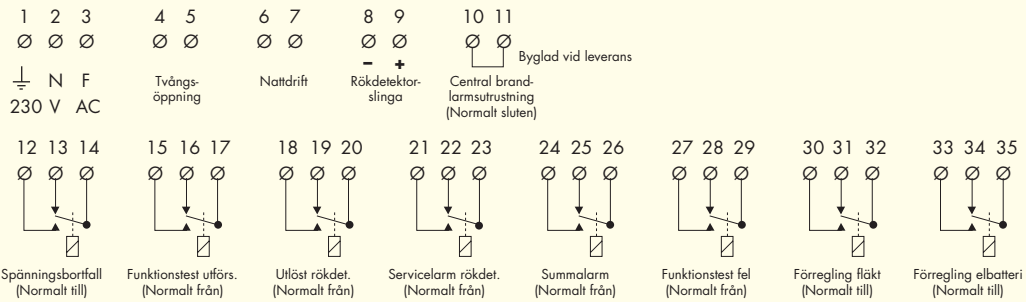 1 2 3 4 5 6 7 8 9 10 11
− +
Byglad vid leverans
N F
230 V AC
Tvångs-
öppning
Nattdrift
Rökdetektor-
slinga
Central brand-
larmsutrustning
(Normalt sluten)
12 13 14 15 16 17 18 19 20 21 22 23 24 25 26 27 28 29 30 31 32 33 34 35
Spänningsbortfall
(Normalt till)
Funktionstest utförs.
(Normalt från)
Utlöst rökdet.
(Normalt från)
Servicelarm rökdet.
(Normalt från)
Summalarm
(Normalt från)
Funktionstest fel
(Normalt från)
Förregling fläkt
(Normalt till)
Förregling elbatteri
(Normalt till)